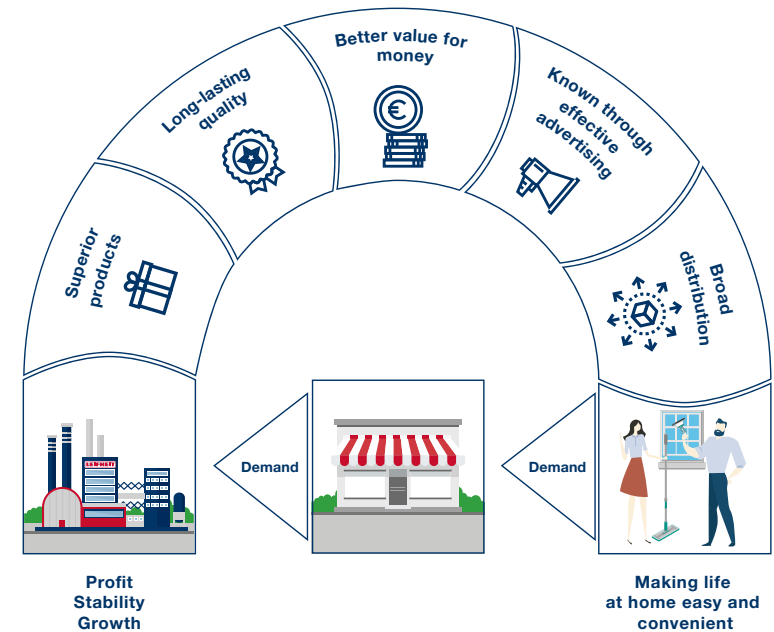 Better value for
money
Long-lasting
quality
Known through
effective
advertising
Superior
products
Broad
distribution
LEIFHEIT
Demand
Demand
Profit
Stability
Growth
Making life
at home easy and
convenient